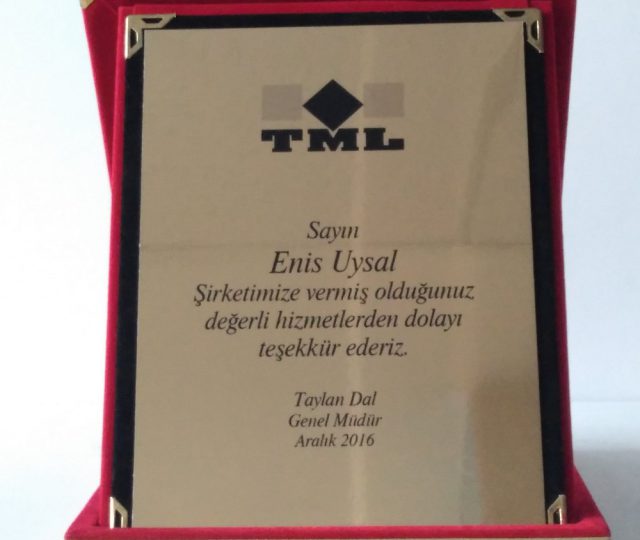 TML
Sayın
Enis Uysal
Şirketimize vermiş olduğunuz
değerli hizmetlerden dolayı
teşekkür ederiz.
Taylan Dal
Genel Müdür
Aralık 2016